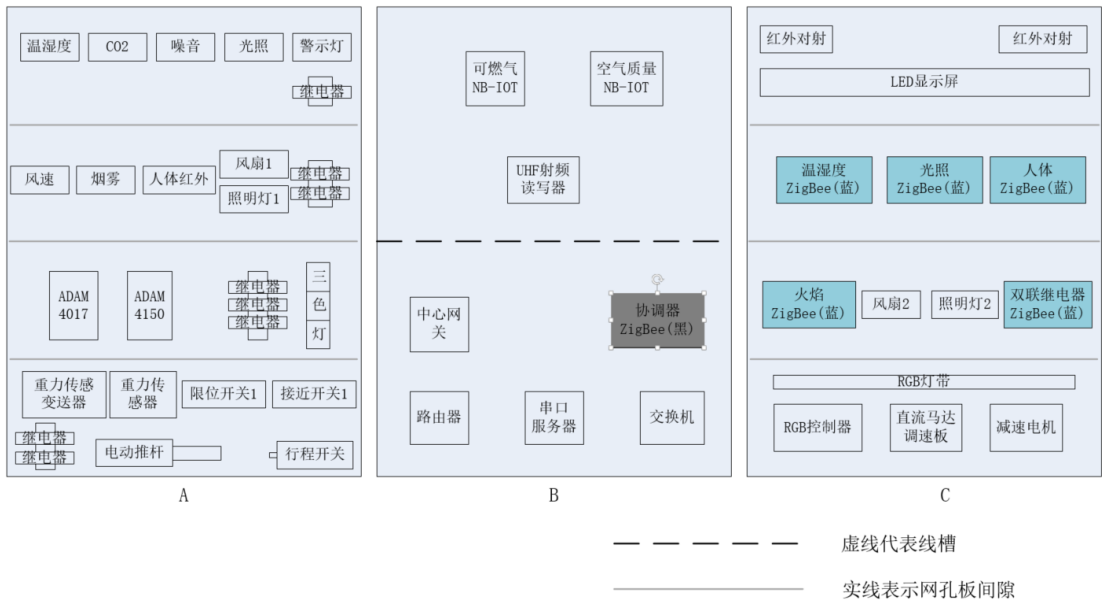 温湿度
CO2
噪音
光照
警示灯
继电器
风速
烟雾
人体红外
风扇1
照明灯1
继电器
继电器
ADAM
4017
ADAM
4150
继电器
继电器
继电器
三
色
灯
重力传感
变送器
重力传
感器
限位开关1
接近开关1
继电器
继电器
电动推杆
行程开关
A
可燃气
NB-IOT
空气质量
NB-IOT
UHF射频
读写器
中心网
关
协调器
ZigBee(黑)
路由器
串口
服务器
交换机
B
红外对射
红外对射
LED显示屏
温湿度
ZigBee(蓝)
光照
ZigBee(蓝)
人体
ZigBee(蓝)
火焰
ZigBee(蓝)
风扇2
照明灯2
双联继电器
ZigBee(蓝)
RGB灯带
RGB控制器
直流马达
调速板
减速电机
C
虚线代表线槽
实线表示网孔板间隙